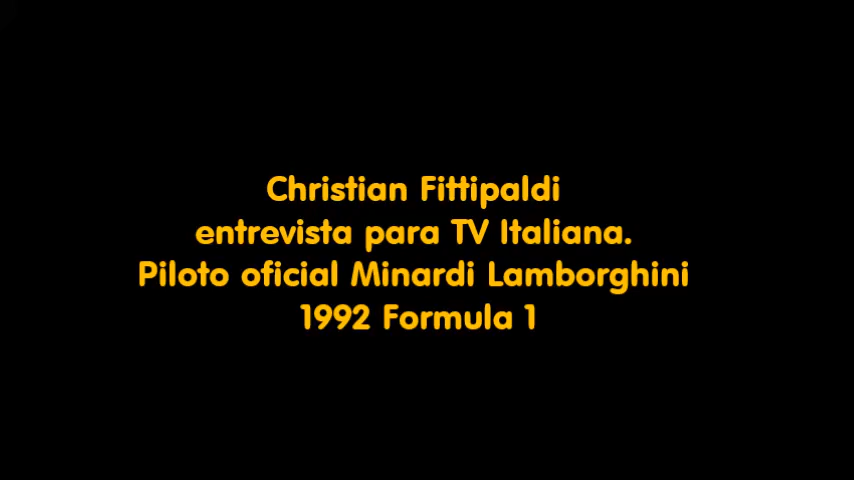 Christian Fittipaldi
entrevista para TV Italiana.
Piloto oficial Minardi Lamborghini
1992 Formula 1